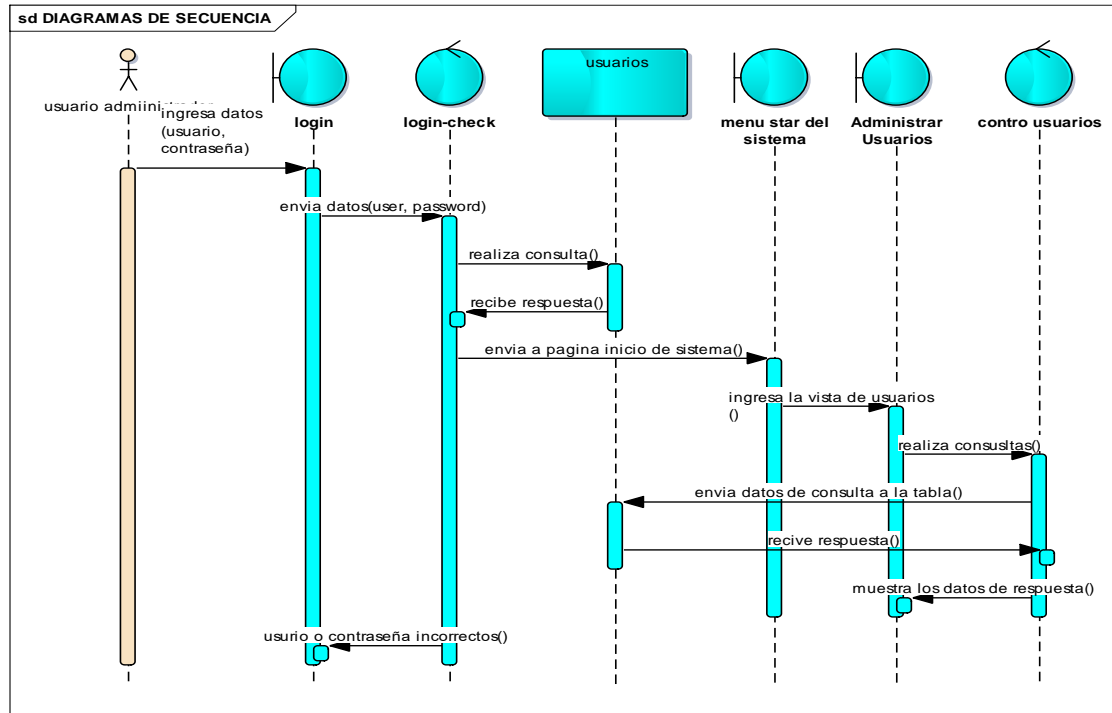 sd DIAGRAMAS DE SECUENCIA
usuario admiinistrador
login
login-check
usuarios
menu star del
sistema
Administrar
Usuarios
contro usuarios
ingresa datos
(usuario,
contraseña)
envia datos(user, password)
realiza consulta()
recibe respuesta()
envia a pagina inicio de sistema()
ingresa la vista de usuarios
()
realiza consusltas()
envia datos de consulta a la tabla()
recive respuesta()
muestra los datos de respuesta()
usurio o contraseña incorrectos()